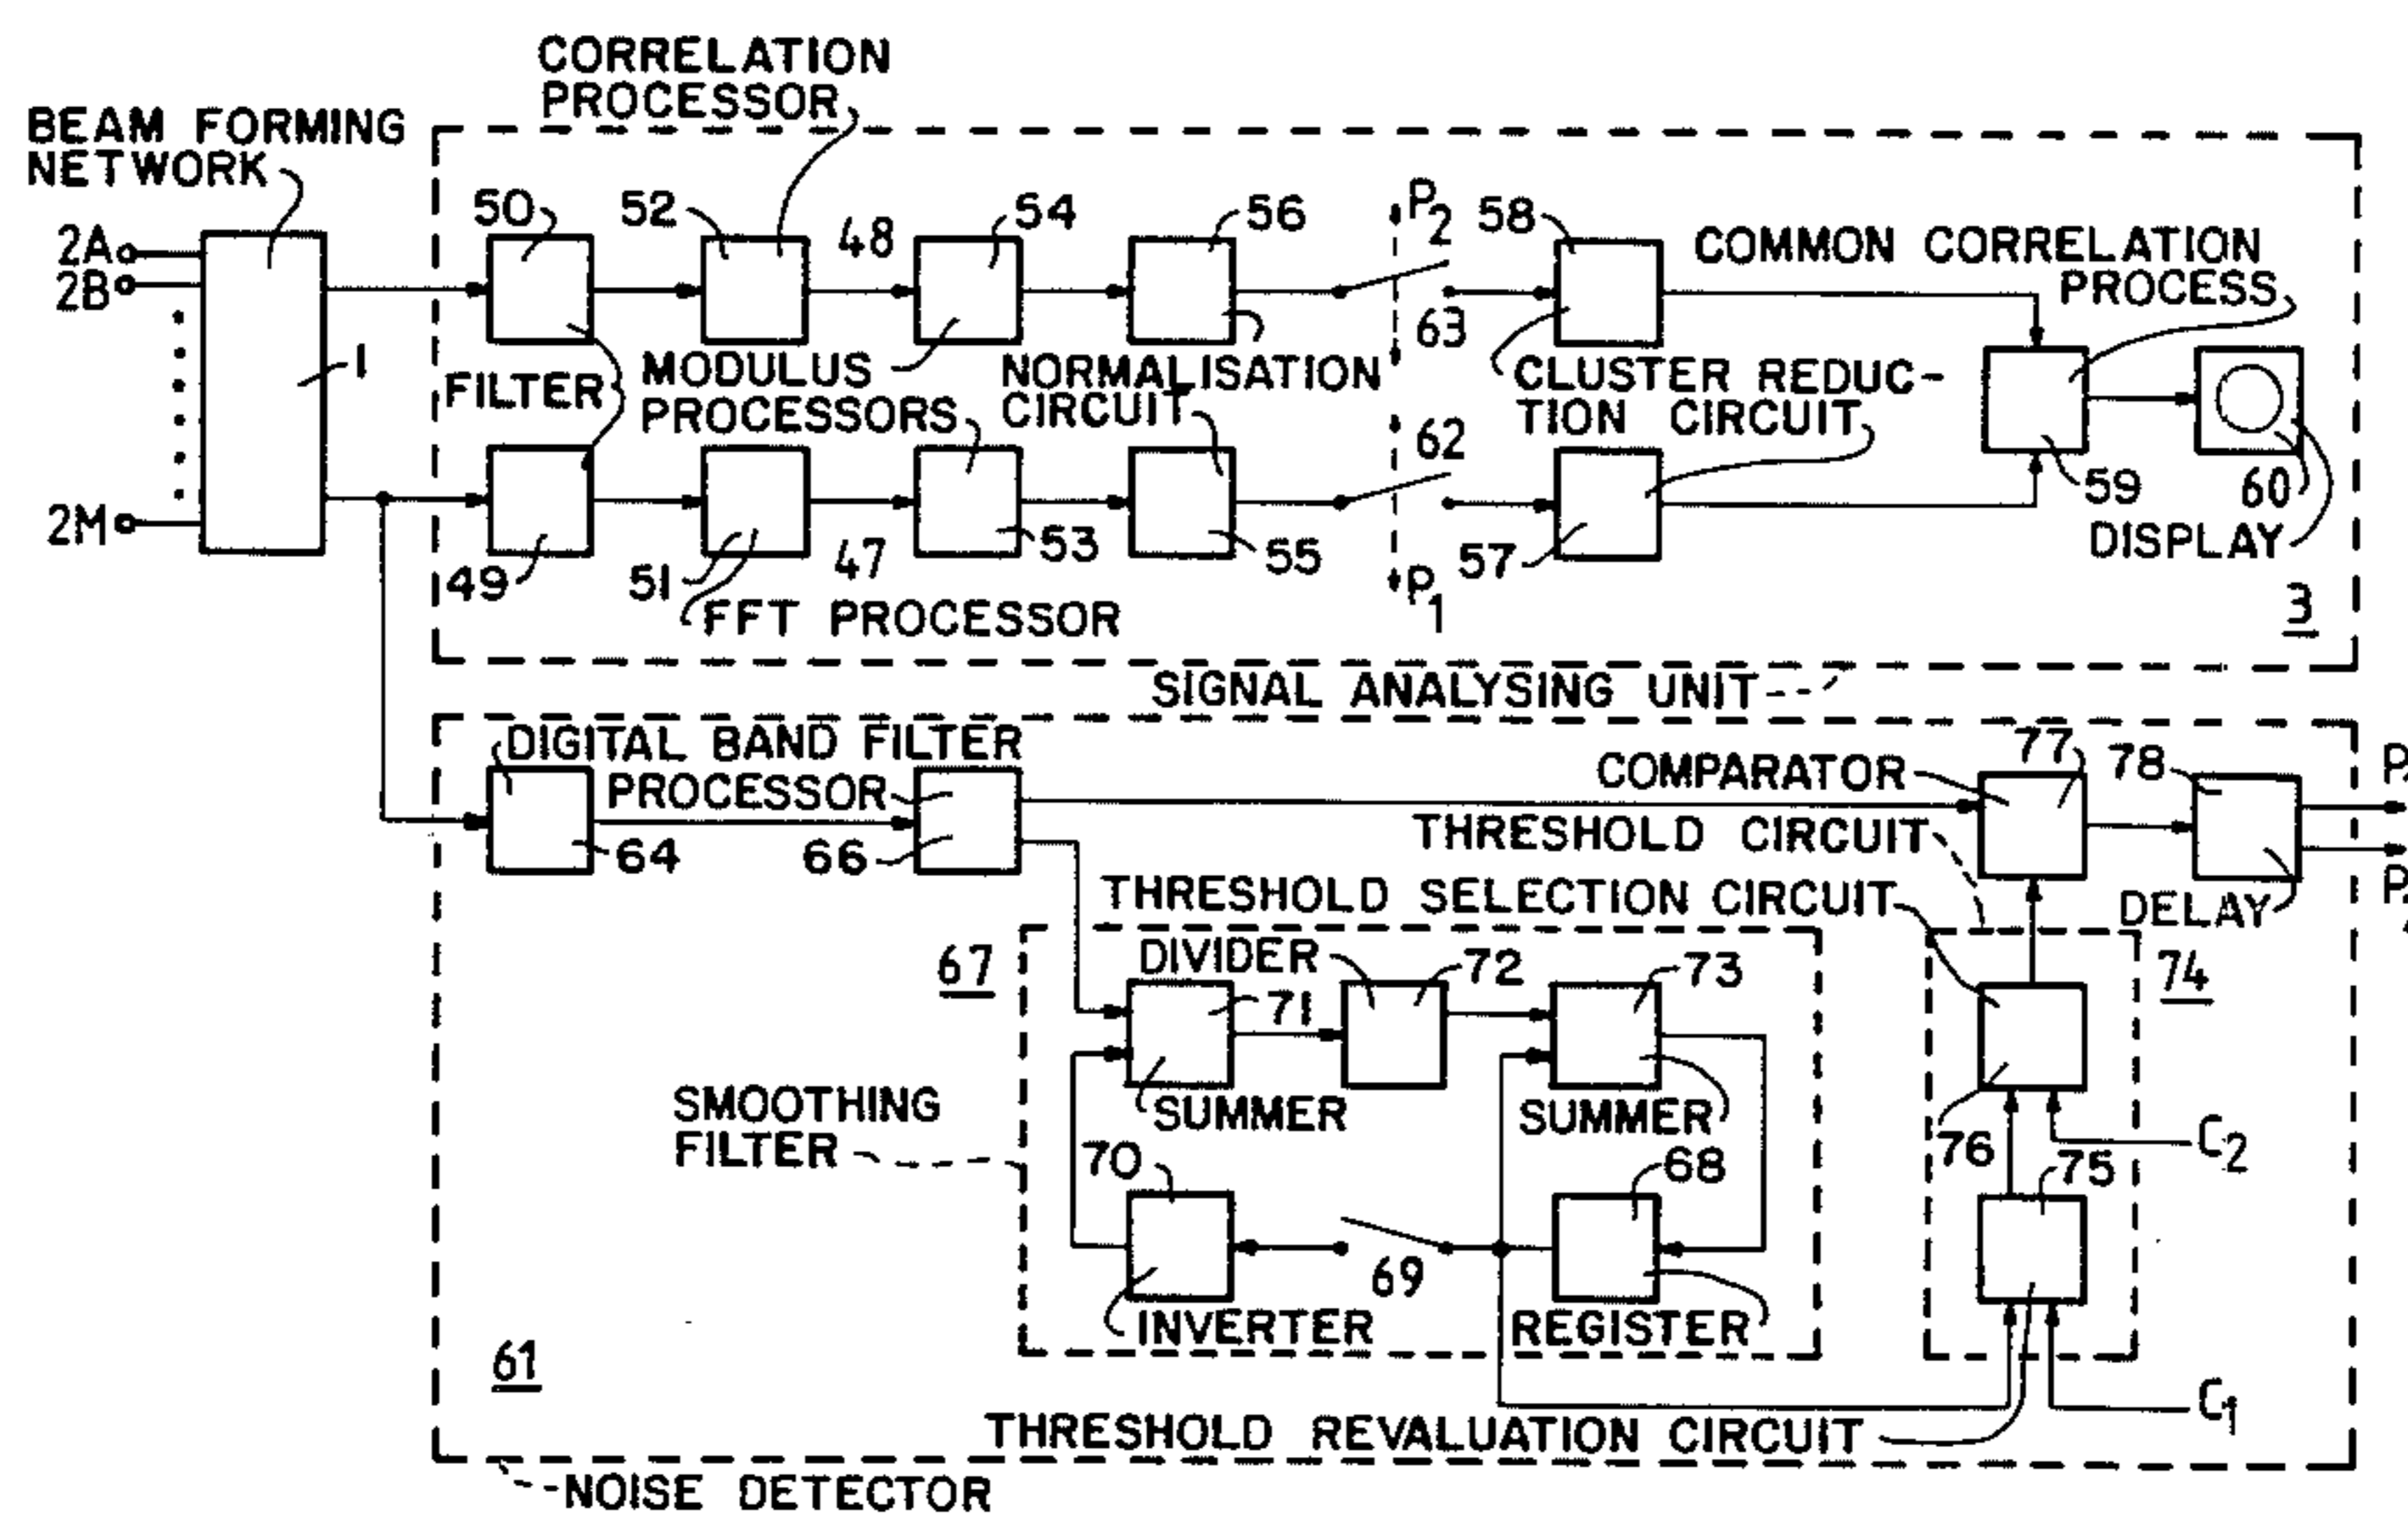 CORRELATION
PROCESSOR
BEAM FORMING
NETWORK
50
52
48
54
56
P2
58
2A
2B
COMMON CORRELATION
PROCESS
63
1
FILTER
MODULUS
PROCESSORS
NORMALISATION
CIRCUIT
CLUSTER REDUC-
TION CIRCUIT
62
2M
49
51
47
53
55
57
59
60
DISPLAY
FFT PROCESSOR
P1
3
SIGNAL ANALYSING UNIT
DIGITAL BAND FILTER
PROCESSOR
COMPARATOR
77
78
P
64
66
THRESHOLD CIRCUIT
THRESHOLD SELECTION CIRCUIT
DELAY
P
67
DIVIDER
72
73
74
71
SMOOTHING
FILTER
SUMMER
SUMMER
76
C2
70
68
75
69
INVERTER
REGISTER
61
C1
THRESHOLD REVALUATION CIRCUIT
NOISE DETECTOR